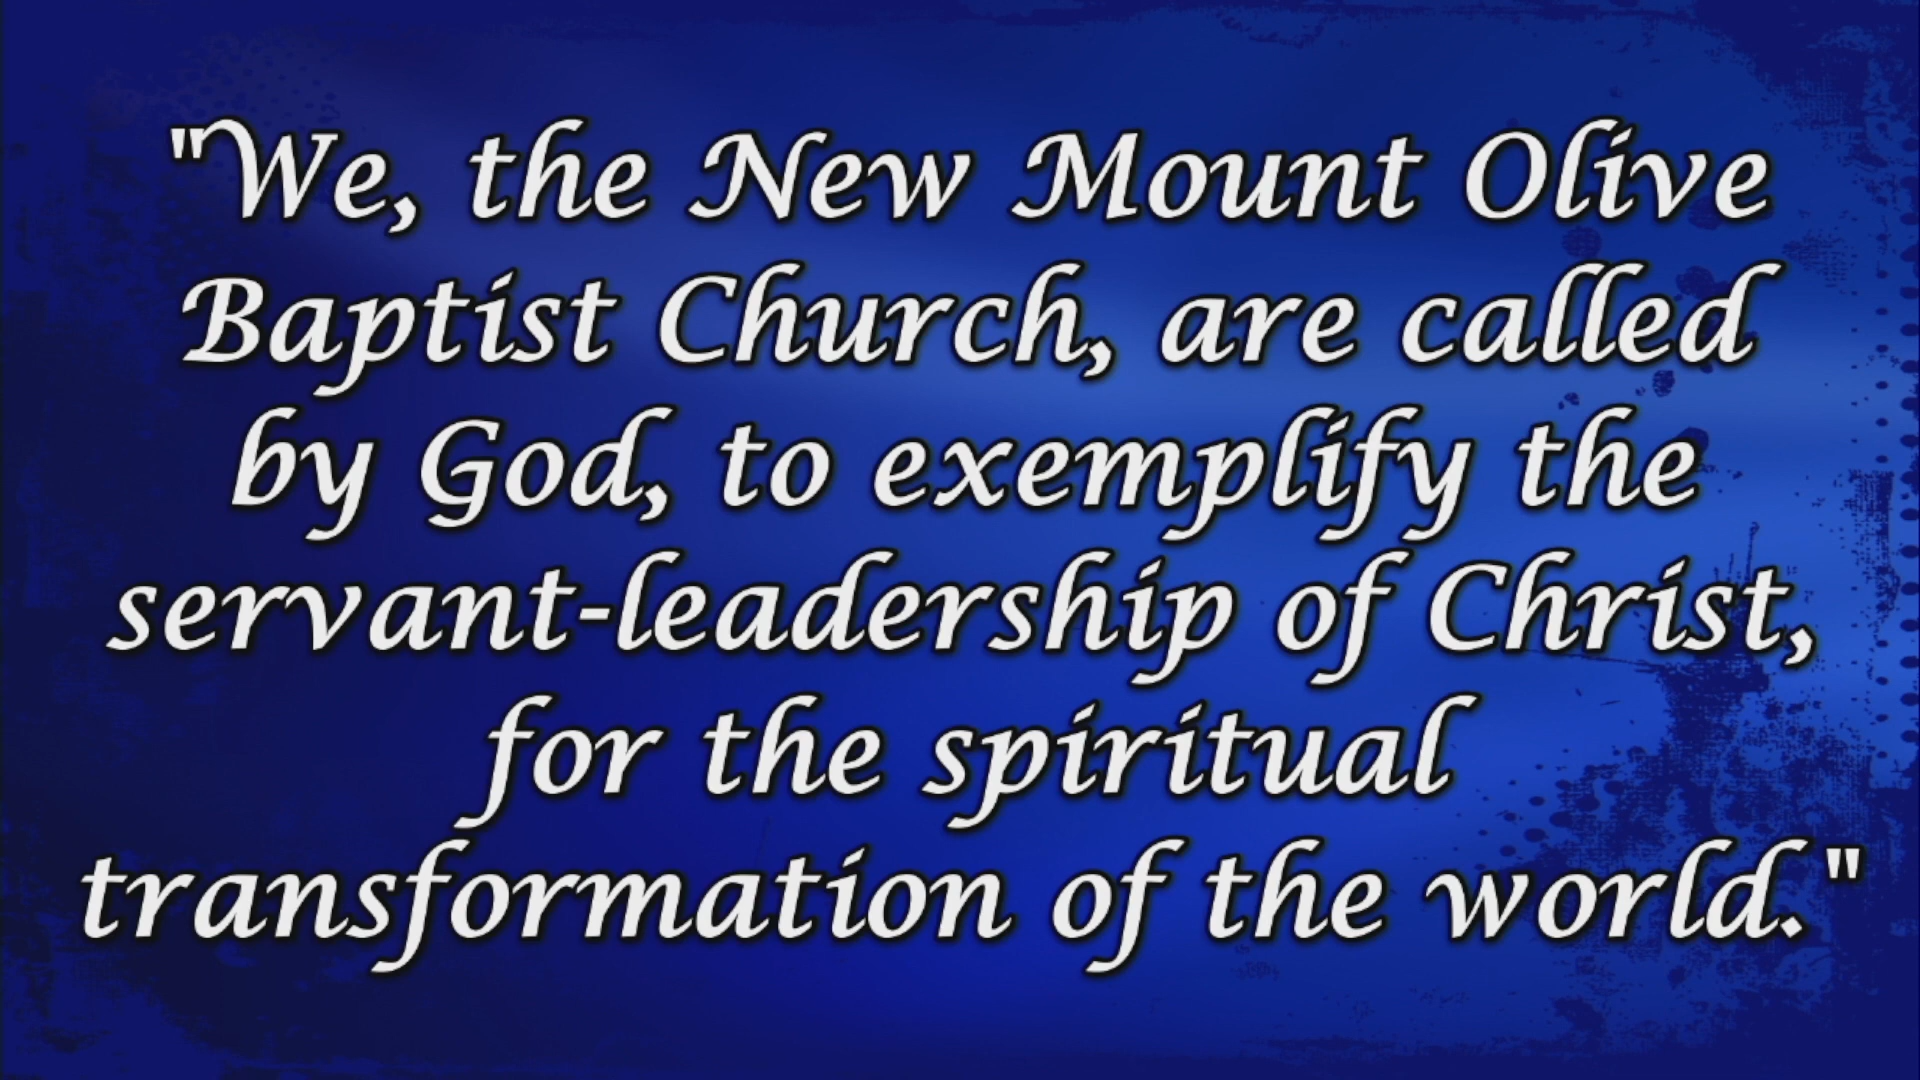 "We, the New Mount Olive
Baptist Church, are called
by God, to exemplify the
servant-leadership of Christ,
for the spiritual
transformation of the world."